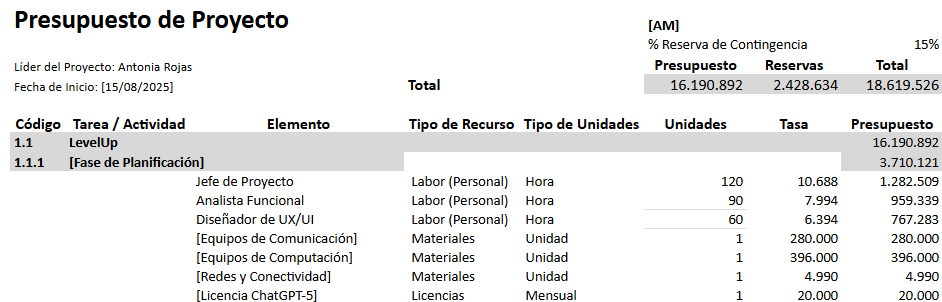 Presupuesto de Proyecto
[AM]
% Reserva de Contingencia 15%
Líder del Proyecto: Antonia Rojas Presupuesto Reservas Total
Fecha de Inicio: [15/08/2025] Total 16.190.892 2.428.634 18.619.526
Código Tarea / Actividad Elemento Tipo de Recurso Tipo de Unidades Unidades Tasa Presupuesto
1.1 LevelUp 16.190.892
1.1.1 [Fase de Planificación] 3.710.121
Jefe de Proyecto Labor (Personal) Hora 120 10.688 1.282.509
Analista Funcional Labor (Personal) Hora 90 7.994 959.339
Diseñador de UX/UI Labor (Personal) Hora 60 6.394 767.283
[Equipos de Comunicación] Materiales Unidad 1 280.000 280.000
[Equipos de Computación] Materiales Unidad 1 396.000 396.000
[Redes y Conectividad] Materiales Unidad 1 4.990 4.990
[Licencia ChatGPT-5] Licencias Mensual 1 20.000 20.000